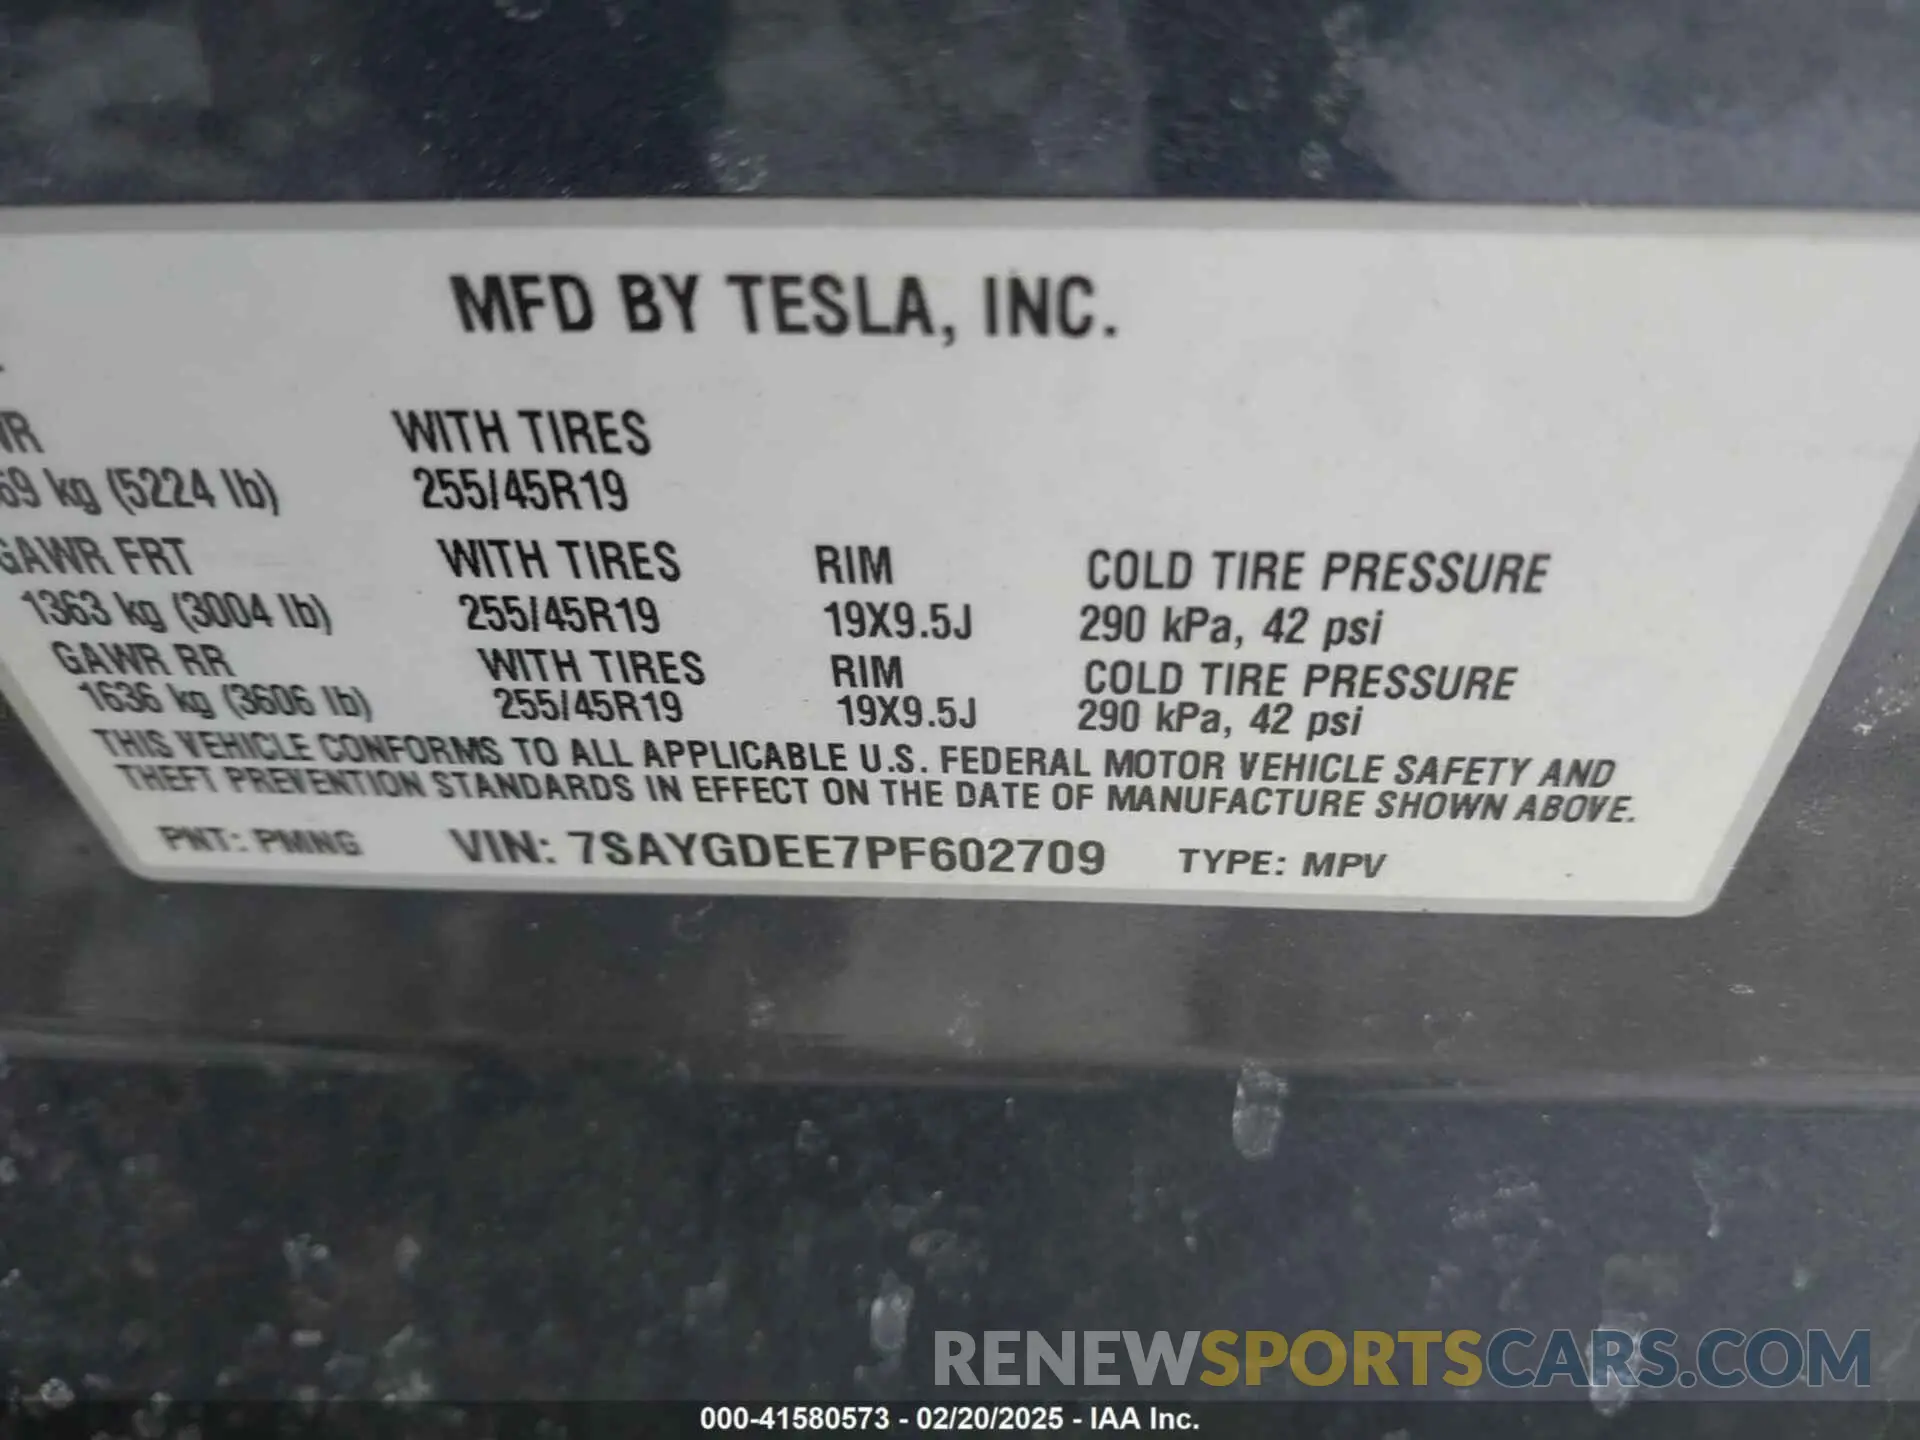 MFD BY TESLA, INC.
WITH TIRES
kg (5224 lb) 255/45R19
GAWR FRT WITH TIRES RIM COLD TIRE PRESSURE
1363 kg (3004 lb) 255/45R19 19X9.5J 290 kPa, 42 psi
GAWR RR WITH TIRES RIM COLD TIRE PRESSURE
1636 kg (3606 lb) 255/45R19 19X9.5J 290 kPa, 42 psi
THIS VEHICLE CONFORMS TO ALL APPLICABLE U.S. FEDERAL MOTOR VEHICLE SAFETY AND
THEFT PREVENTION STANDARDS IN EFFECT ON THE DATE OF MANUFACTURE SHOWN ABOVE.
PNT: PMNG VIN: 7SAYGDEE7PF602709 TYPE: MPV
RENEWSPORTSCARS.COM
000-41580573 - 02/20/2025 - IAA Inc.